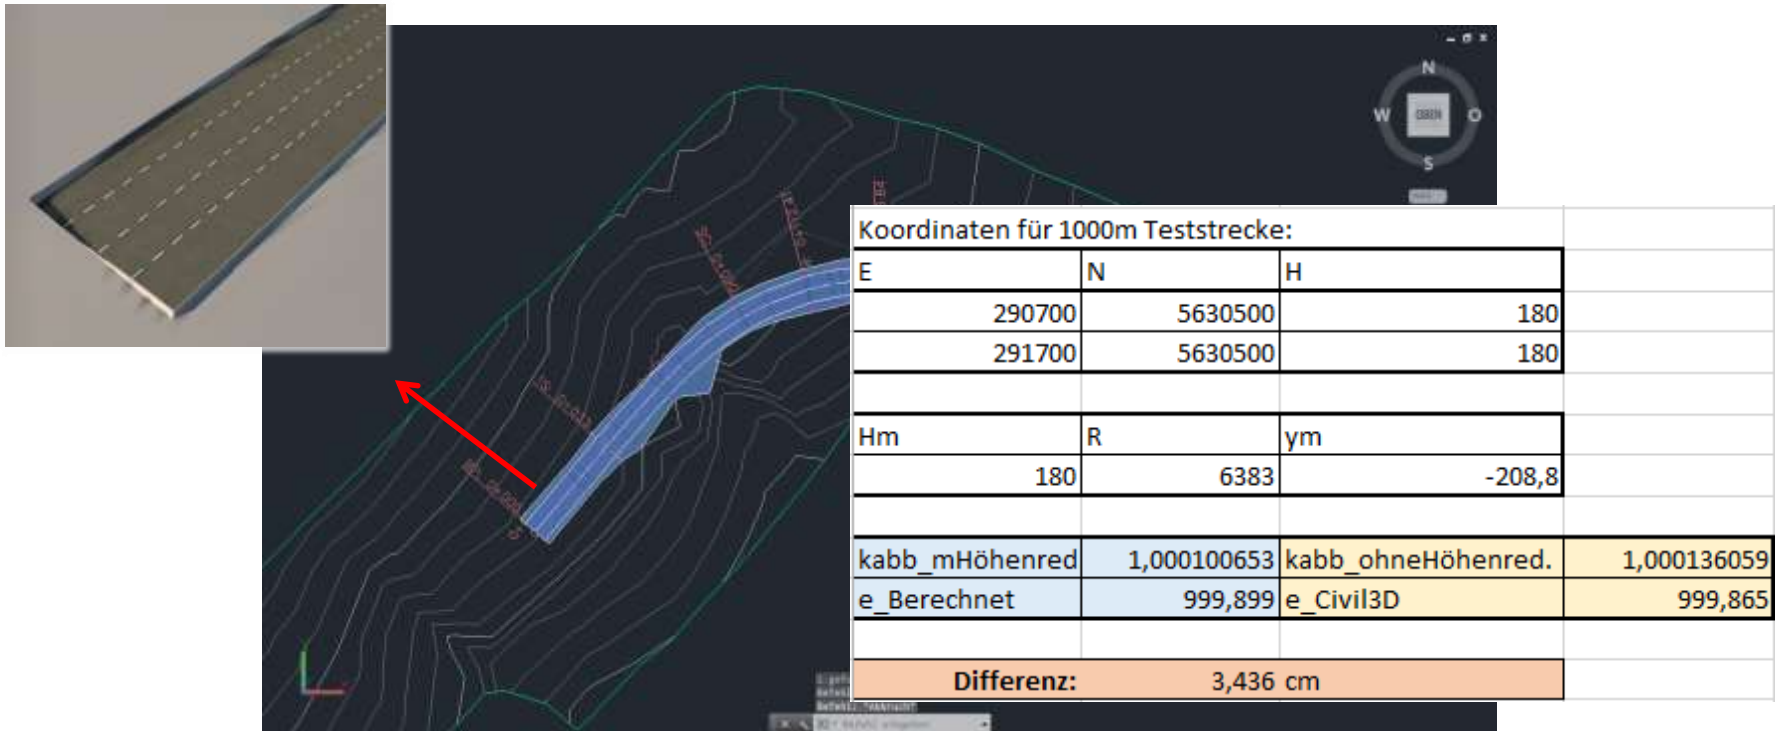 N
W
OBEN
O
S
Koordinaten für 1000m Teststrecke:
E N H
290700 5630500 180
291700 5630500 180
Hm R ym
180 6383 -208,8
kabb_mHöhenred 1,000100653 kabb_ohneHöhenred. 1,000136059
e_Berechnet 999,899 e_Civil3D 999,865
Differenz: 3,436 cm